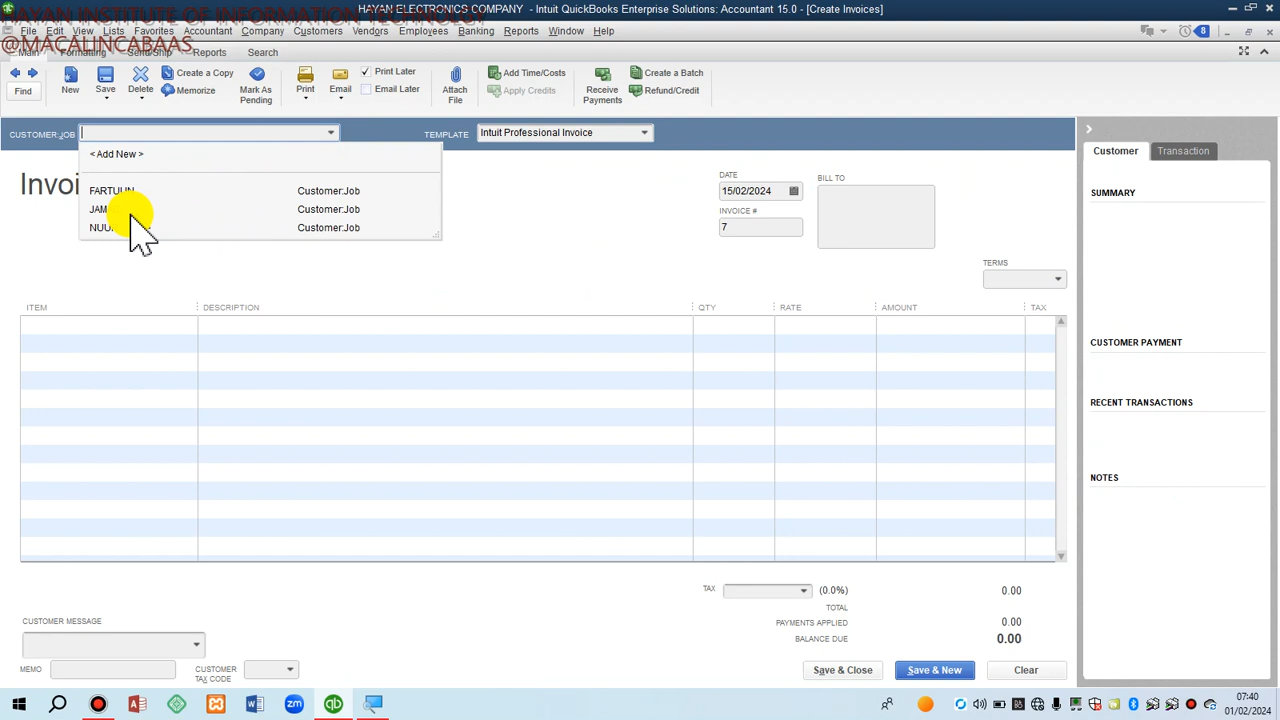 HAYAN ELECTRONICS COMPANY - Intuit QuickBooks Enterprise Solutions: Accountant 15.0 - [Create Invoices]
HAYAN INSTITUTE OF INFORMATION TECHNOLOGY
File Edit View Lists Favorites Accountant Company Customers Vendors Employees Banking Reports Window Help
8
@MACALINCABAAS
Main Formatting Send/Ship Reports Search
Find New Save Delete Create a Copy Memorize Mark As Pending Print Email Print Later Email Later Attach File Add Time/Costs Apply Credits Receive Payments Create a Batch Refund/Credit
CUSTOMER:JOB TEMPLATE Intuit Professional Invoice
Customer Transaction
< Add New >
FARTUUN Customer:Job
Customer:Job
Customer:Job
DATE
15/02/2024
INVOICE #
7
BILL TO
TERMS
SUMMARY
CUSTOMER PAYMENT
RECENT TRANSACTIONS
NOTES
ITEM DESCRIPTION QTY RATE AMOUNT TAX
TAX (0.0%) 0.00
TOTAL
PAYMENTS APPLIED 0.00
BALANCE DUE 0.00
CUSTOMER MESSAGE
MEMO CUSTOMER TAX CODE
Save & Close Save & New Clear
07:40
01/02/2024